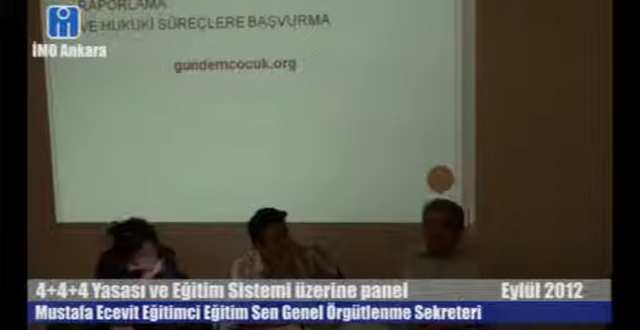 RAPORLAMA
VE HUKUKİ SÜREÇLERE BAŞVURMA
İMO Ankara
gundemcocuk.org
4+4+4 Yasası ve Eğitim Sistemi üzerine panel Eylül 2012
Mustafa Ecevit Eğitimci Eğitim Sen Genel Örgütlenme Sekreteri